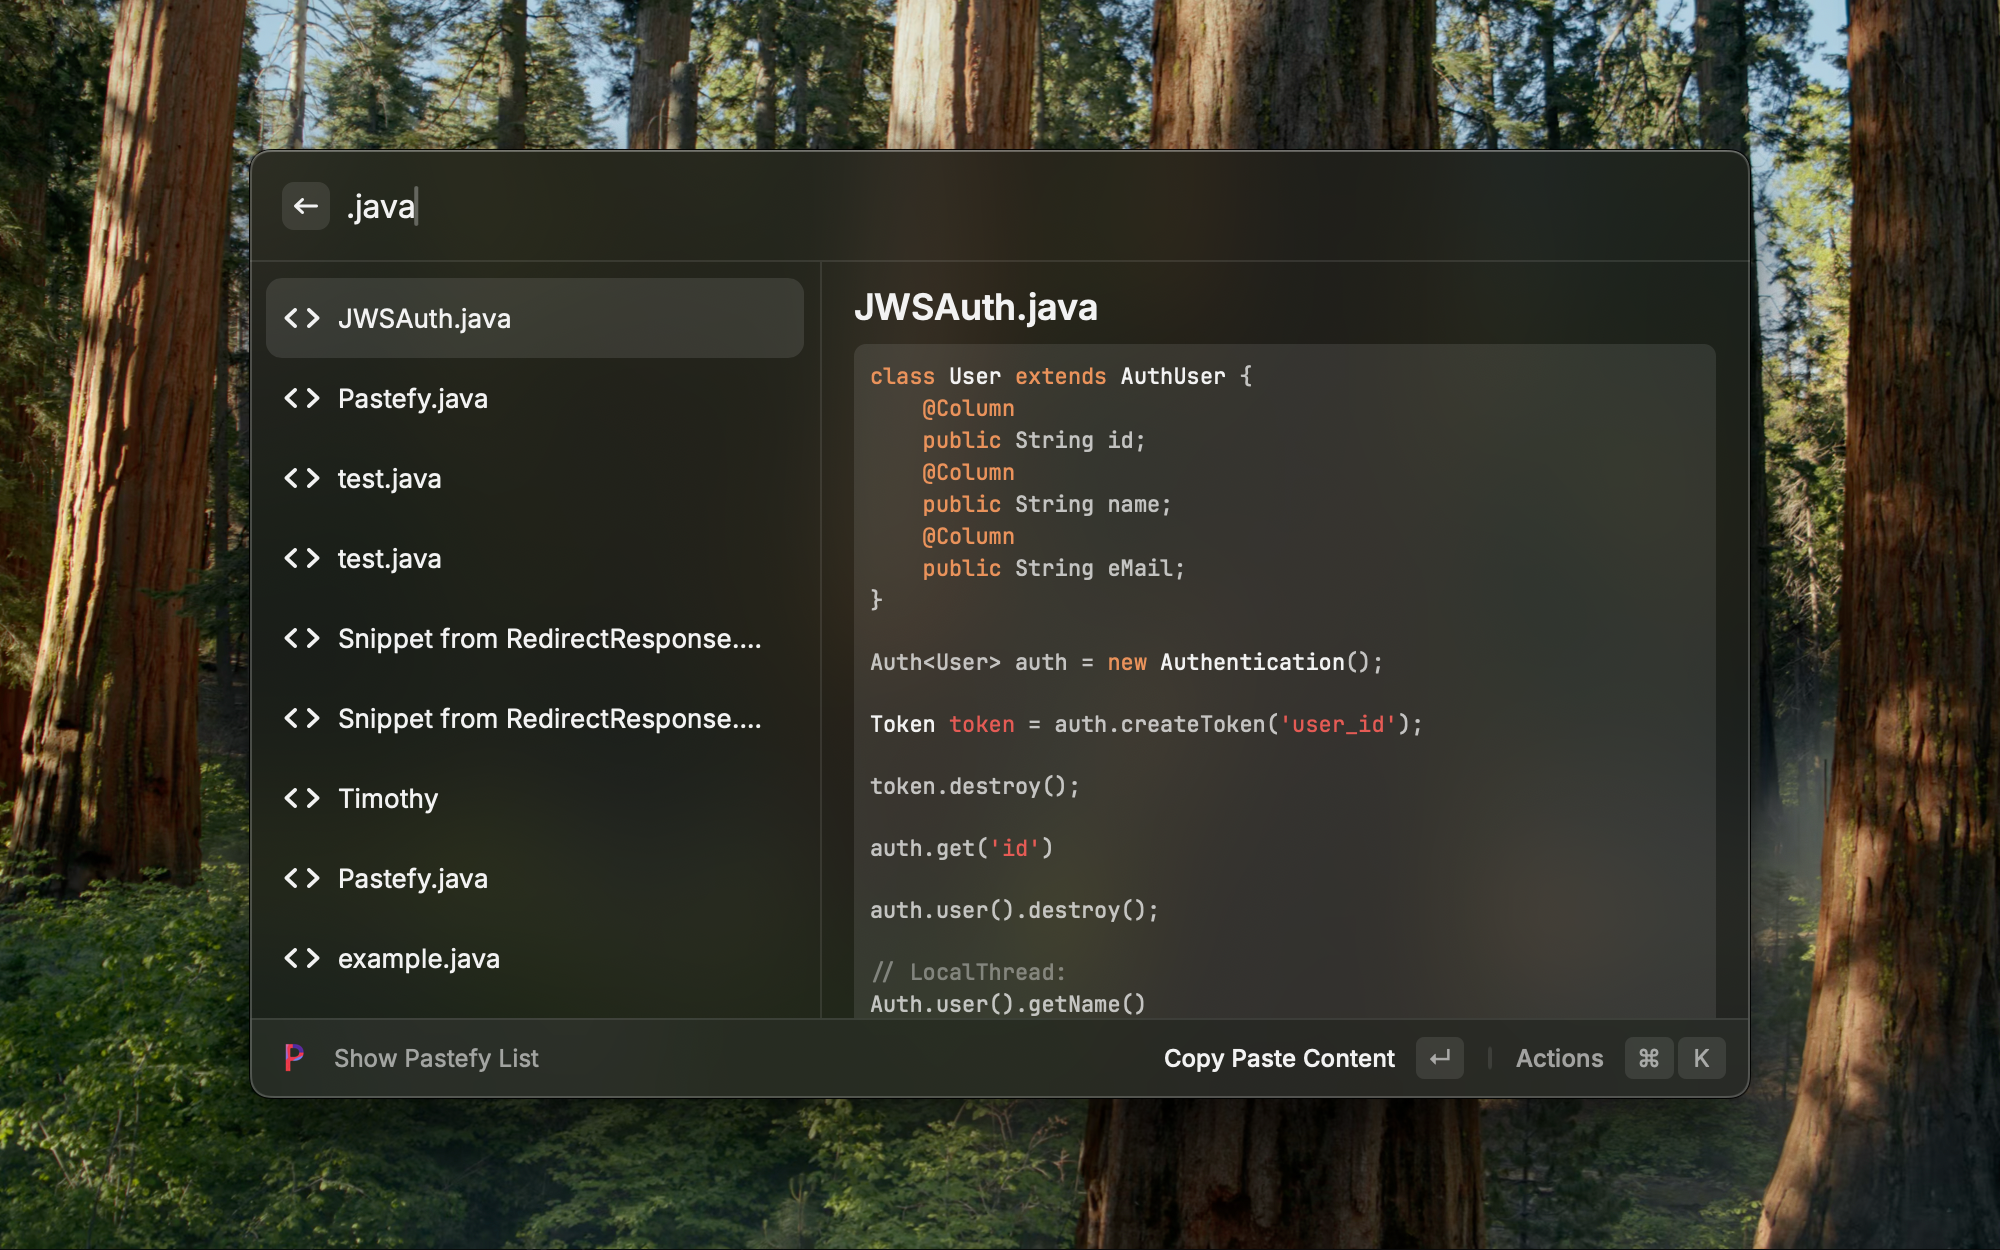 .java
JWSAuth.java
Pastefy.java
test.java
test.java
Snippet from RedirectResponse....
Snippet from RedirectResponse....
Timothy
Pastefy.java
example.java
JWSAuth.java
class User extends AuthUser {
    @Column
    public String id;
    @Column
    public String name;
    @Column
    public String eMail;
}
Auth<User> auth = new Authentication();
Token token = auth.createToken('user_id');
token.destroy();
auth.get('id')
auth.user().destroy();
// LocalThread:
Auth.user().getName()
P Show Pastefy List
Copy Paste Content ↵ | Actions ⌘ K